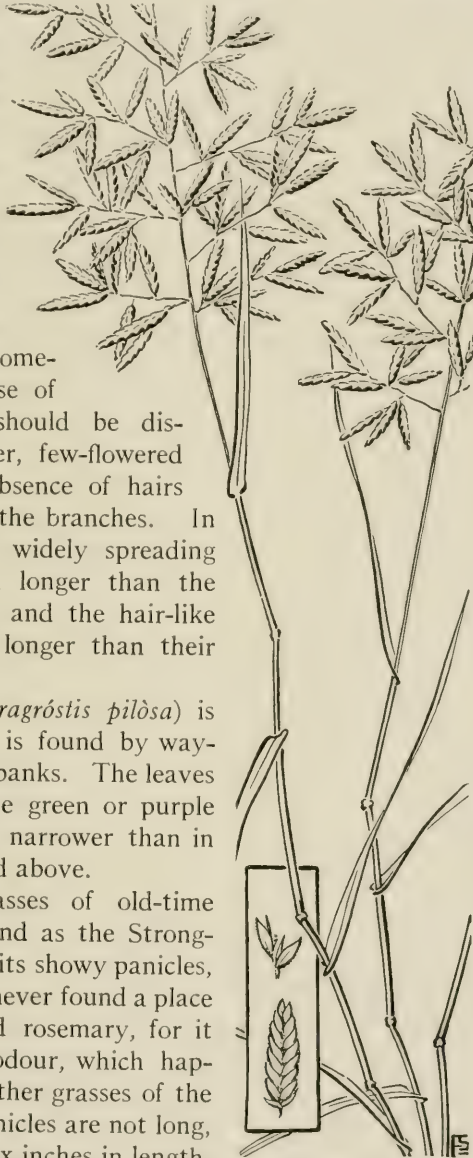 ome-
se of
should be dis-
er, few-flowered
bsence of hairs
the branches. In
widely spreading
longer than the
and the hair-like
longer than their
ragróstis pilòsa) is
is found by way-
banks. The leaves
e green or purple
narrower than in
d above.
asses of old-time
nd as the Strong-
its showy panicles,
never found a place
d rosemary, for it
odour, which hap-
ther grasses of the
nicles are not long,
x inches in length